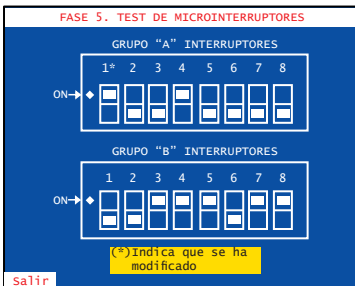 FASE 5. TEST DE MICROINTERRUPTORES
GRUPO “A” INTERRUPTORES
1* 2 3 4 5 6 7 8
ON
GRUPO “B” INTERRUPTORES
1 2 3 4 5 6 7 8
ON
(*)Indica que se ha
modificado
Salir